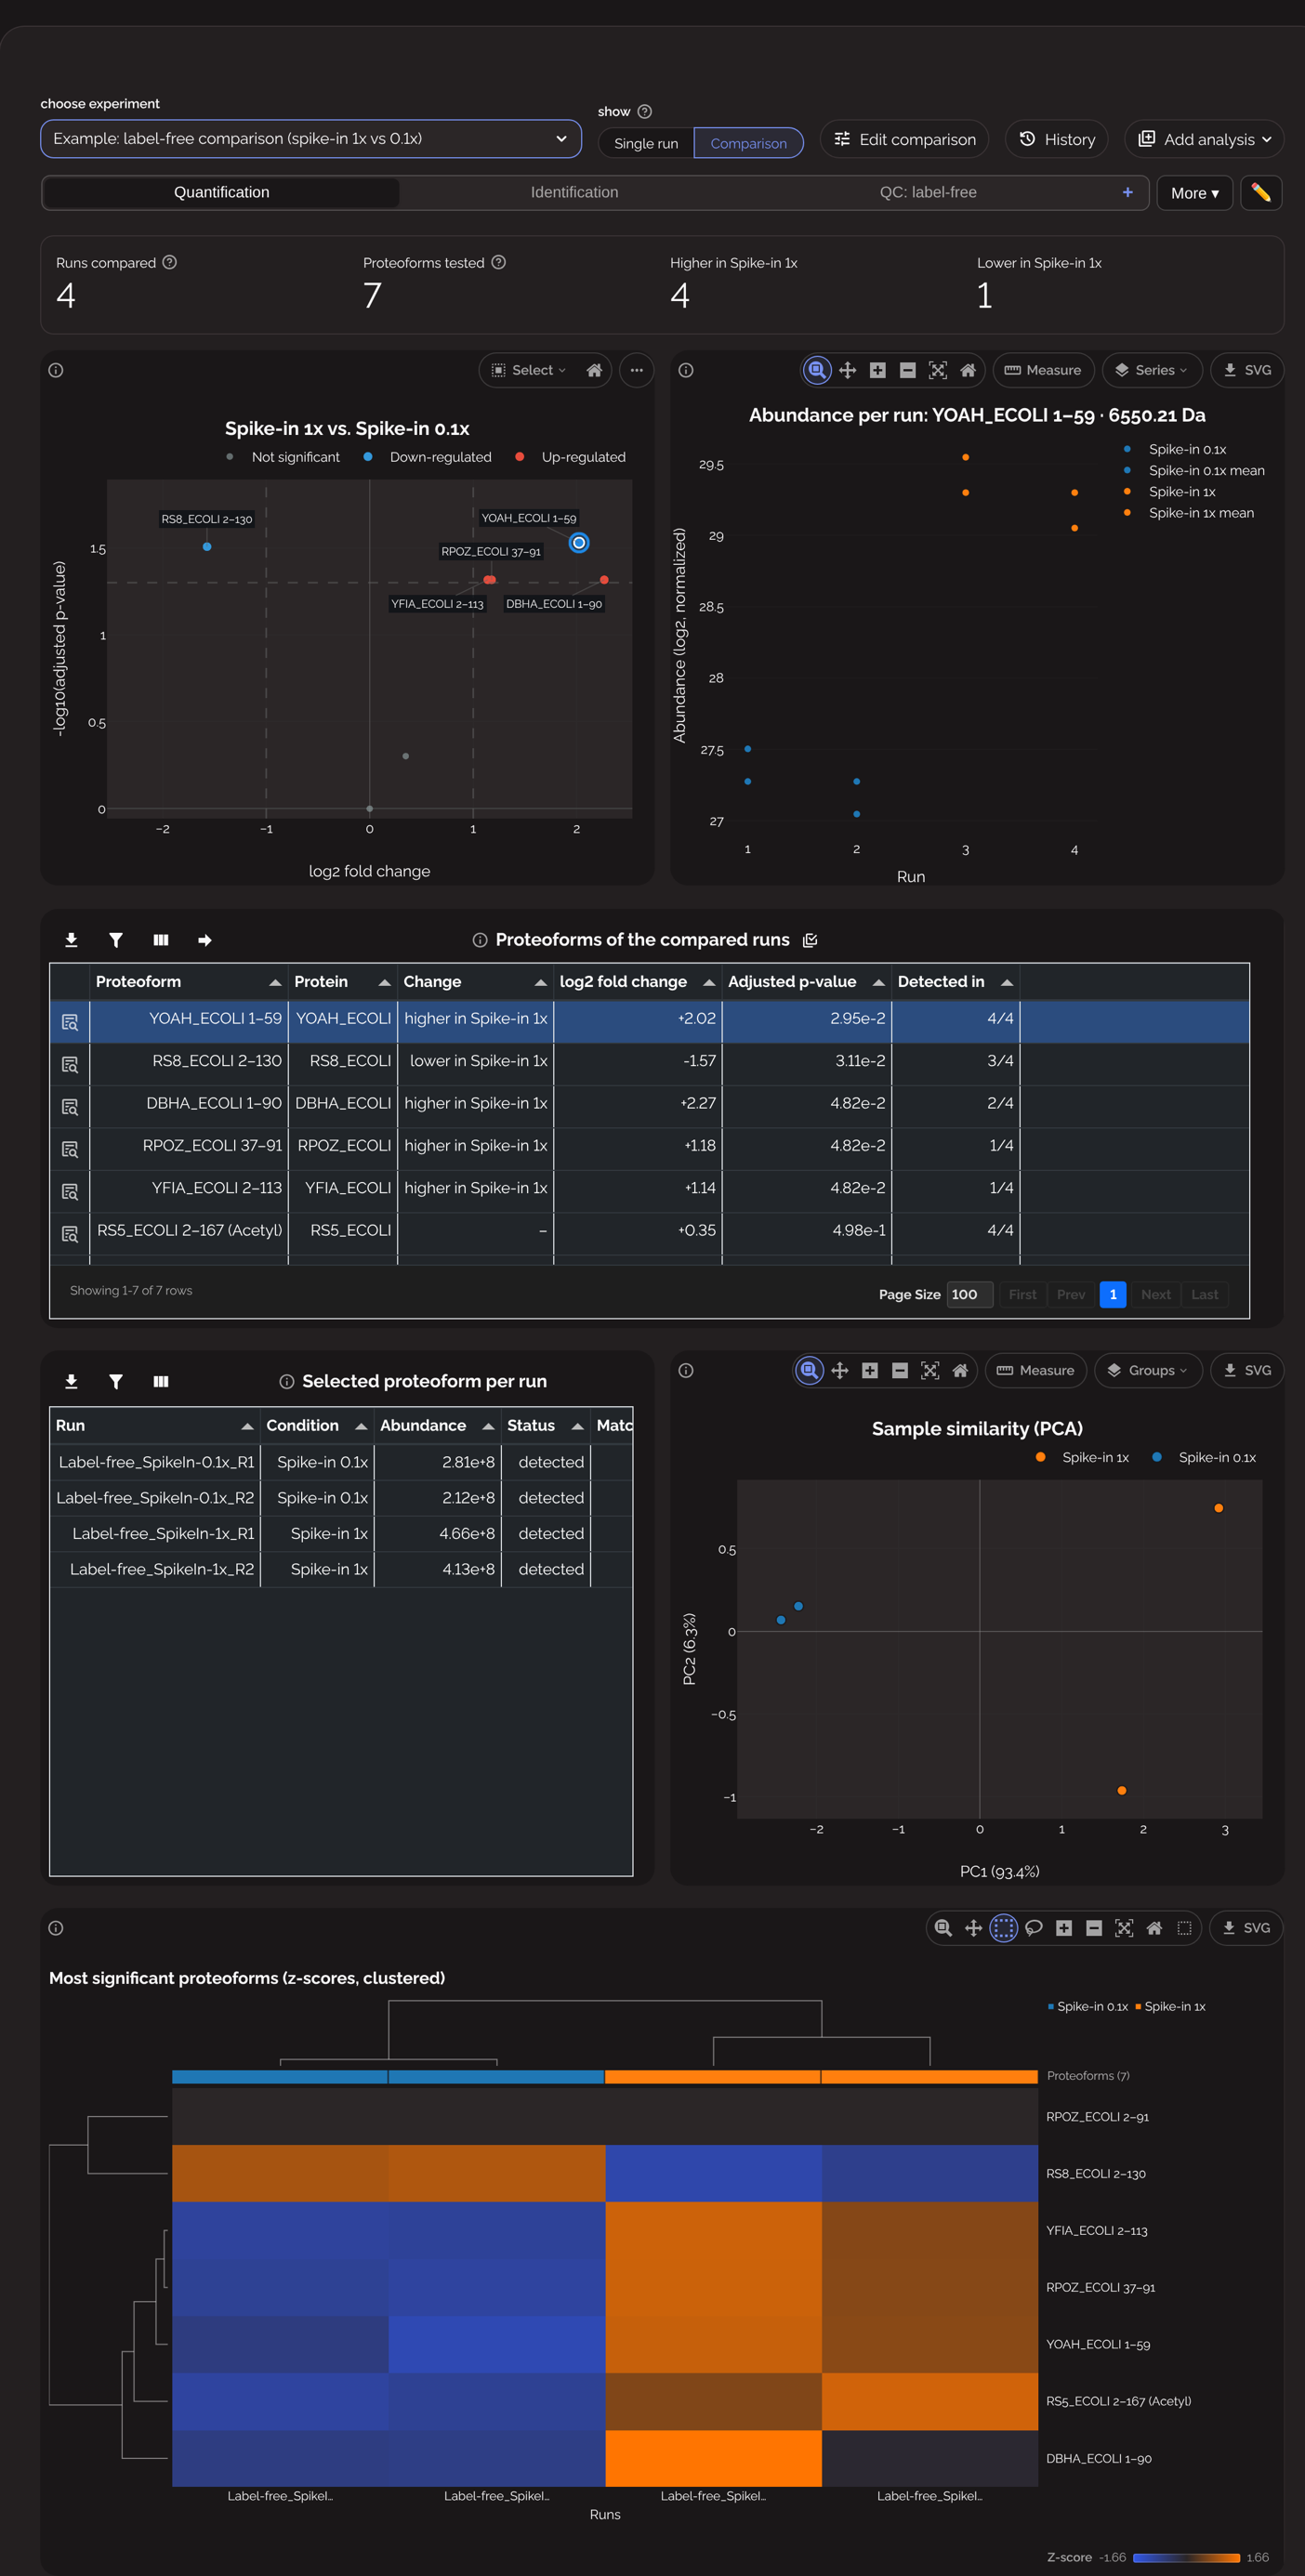 choose experiment
show
Example: label-free comparison (spike-in 1x vs 0.1x)
Single run
Comparison
Edit comparison
History
Add analysis
Quantification
Identification
QC: label-free
+
More ▾
Runs compared
4
Proteoforms tested
7
Higher in Spike-in 1x
4
Lower in Spike-in 1x
1
Select
Spike-in 1x vs. Spike-in 0.1x
Not significant Down-regulated Up-regulated
RS8_ECOLI 2–130
YOAH_ECOLI 1–59
RPOZ_ECOLI 37–91
YFIA_ECOLI 2–113
DBHA_ECOLI 1–90
-log10(adjusted p-value)
1.5
1
0.5
0
−2 −1 0 1 2
log2 fold change
Measure
Series
SVG
Abundance per run: YOAH_ECOLI 1–59 · 6550.21 Da
Spike-in 0.1x
Spike-in 0.1x mean
Spike-in 1x
Spike-in 1x mean
Abundance (log2, normalized)
29.5
29
28.5
28
27.5
27
1 2 3 4
Run
Proteoforms of the compared runs
Proteoform Protein Change log2 fold change Adjusted p-value Detected in
YOAH_ECOLI 1–59 YOAH_ECOLI higher in Spike-in 1x +2.02 2.95e-2 4/4
RS8_ECOLI 2–130 RS8_ECOLI lower in Spike-in 1x -1.57 3.11e-2 3/4
DBHA_ECOLI 1–90 DBHA_ECOLI higher in Spike-in 1x +2.27 4.82e-2 2/4
RPOZ_ECOLI 37–91 RPOZ_ECOLI higher in Spike-in 1x +1.18 4.82e-2 1/4
YFIA_ECOLI 2–113 YFIA_ECOLI higher in Spike-in 1x +1.14 4.82e-2 1/4
RS5_ECOLI 2–167 (Acetyl) RS5_ECOLI – +0.35 4.98e-1 4/4
Showing 1-7 of 7 rows
Page Size 100 First Prev 1 Next Last
Selected proteoform per run
Run Condition Abundance Status Matc
Label-free_SpikeIn-0.1x_R1 Spike-in 0.1x 2.81e+8 detected
Label-free_SpikeIn-0.1x_R2 Spike-in 0.1x 2.12e+8 detected
Label-free_SpikeIn-1x_R1 Spike-in 1x 4.66e+8 detected
Label-free_SpikeIn-1x_R2 Spike-in 1x 4.13e+8 detected
Measure
Groups
SVG
Sample similarity (PCA)
Spike-in 1x Spike-in 0.1x
PC2 (6.3%)
0.5
0
−0.5
−1
−2 −1 0 1 2 3
PC1 (93.4%)
SVG
Most significant proteoforms (z-scores, clustered)
Spike-in 0.1x Spike-in 1x
Proteoforms (7)
RPOZ_ECOLI 2–91
RS8_ECOLI 2–130
YFIA_ECOLI 2–113
RPOZ_ECOLI 37–91
YOAH_ECOLI 1–59
RS5_ECOLI 2–167 (Acetyl)
DBHA_ECOLI 1–90
Label-free_SpikeI… Label-free_SpikeI… Label-free_SpikeI… Label-free_SpikeI…
Runs
Z-score -1.66 1.66